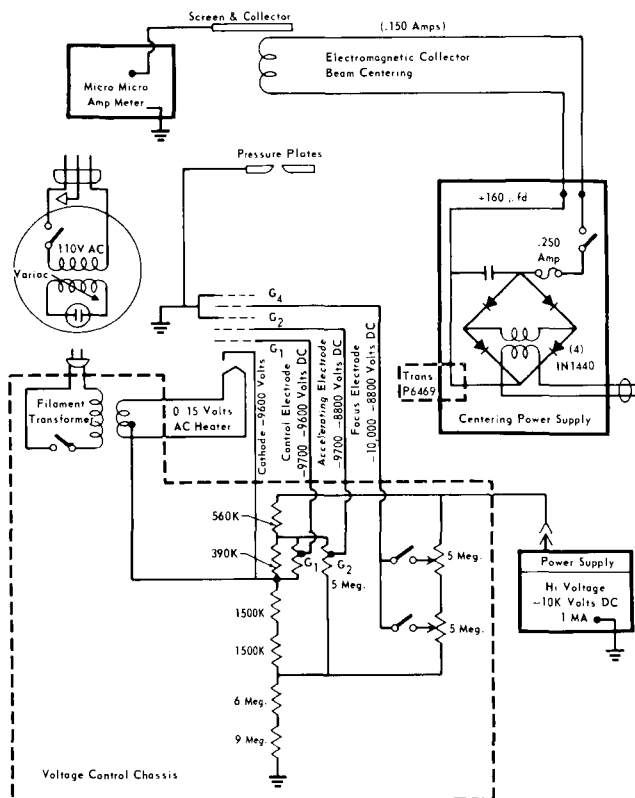 Screen & Collector
(.150 Amps)
Electromagnetic Collector
Beam Centering
Micro Micro
Amp Meter
Pressure Plates
+160 , fd
.250
Amp
110V AC
Variac
G4
G2
G1
(4)
IN1440
Trans
P6469
Centering Power Supply
Filament
Transformer
0 15 Volts
AC Heater
Cathode -9600 Volts
Control Electrode
-9700 -9600 Volts DC
Accelerating Electrode
-9700 -8800 Volts DC
Focus Electrode
-10,000 -8800 Volts DC
560K
390K
G1
G2
5 Meg.
5 Meg.
5 Meg.
1500K
1500K
6 Meg.
9 Meg.
Power Supply
Hi Voltage
-10K Volts DC
1 MA
Voltage Control Chassis